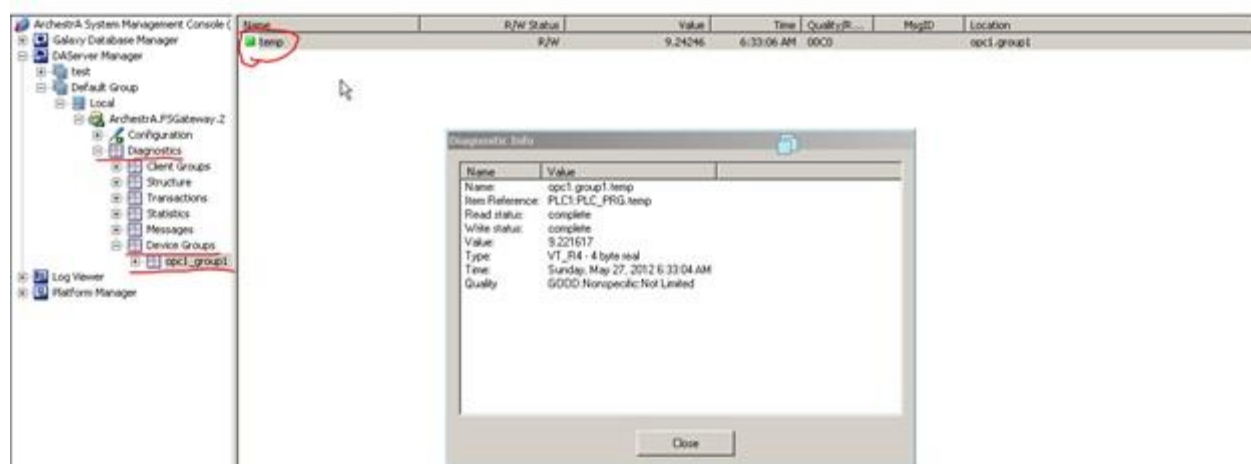 ArchestrA System Management Console (
Galaxy Database Manager
DAServer Manager
test
Default Group
Local
ArchestrA.FSGateway.2
Configuration
Diagnostics
Client Groups
Structure
Transactions
Statistics
Messages
Device Groups
opc1_group1
Log Viewer
Platform Manager
Name R/W Status Value Time Quality/R... MsgID Location
temp R/W 9.24246 6:33:06 AM 00C0 opc1.group1
Diagnostic Info
Name Value
Name: opc1.group1.temp
Item Reference: PLC1:PLC_PRG.temp
Read status: complete
Write status: complete
Value: 9.221617
Type: VT_R4 - 4 byte real
Time: Sunday, May 27, 2012 6:33:04 AM
Quality GOOD:Nonspecific:Not Limited
Close